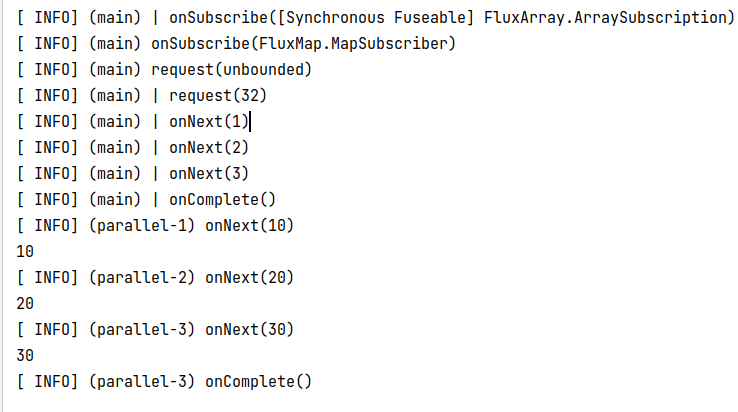 [ INFO] (main) | onSubscribe([Synchronous Fuseable] FluxArray.ArraySubscription)
[ INFO] (main) onSubscribe(FluxMap.MapSubscriber)
[ INFO] (main) request(unbounded)
[ INFO] (main) | request(32)
[ INFO] (main) | onNext(1)
[ INFO] (main) | onNext(2)
[ INFO] (main) | onNext(3)
[ INFO] (main) | onComplete()
[ INFO] (parallel-1) onNext(10)
10
[ INFO] (parallel-2) onNext(20)
20
[ INFO] (parallel-3) onNext(30)
30
[ INFO] (parallel-3) onComplete()